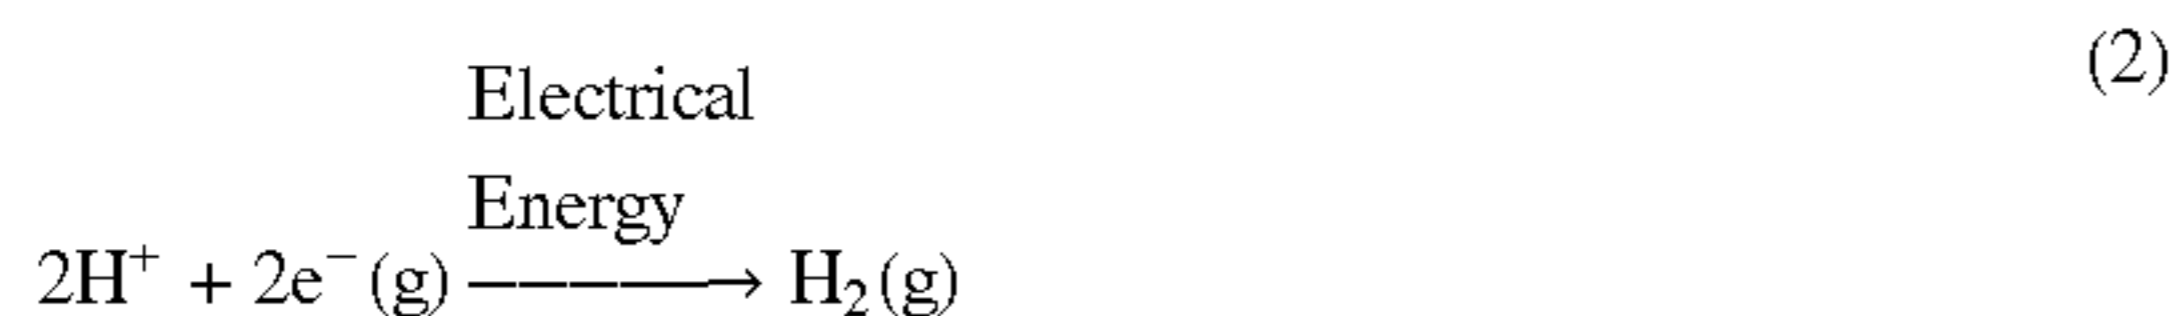 (2)
Electrical
Energy
2H⁺ + 2e⁻(g) ————→ H₂(g)